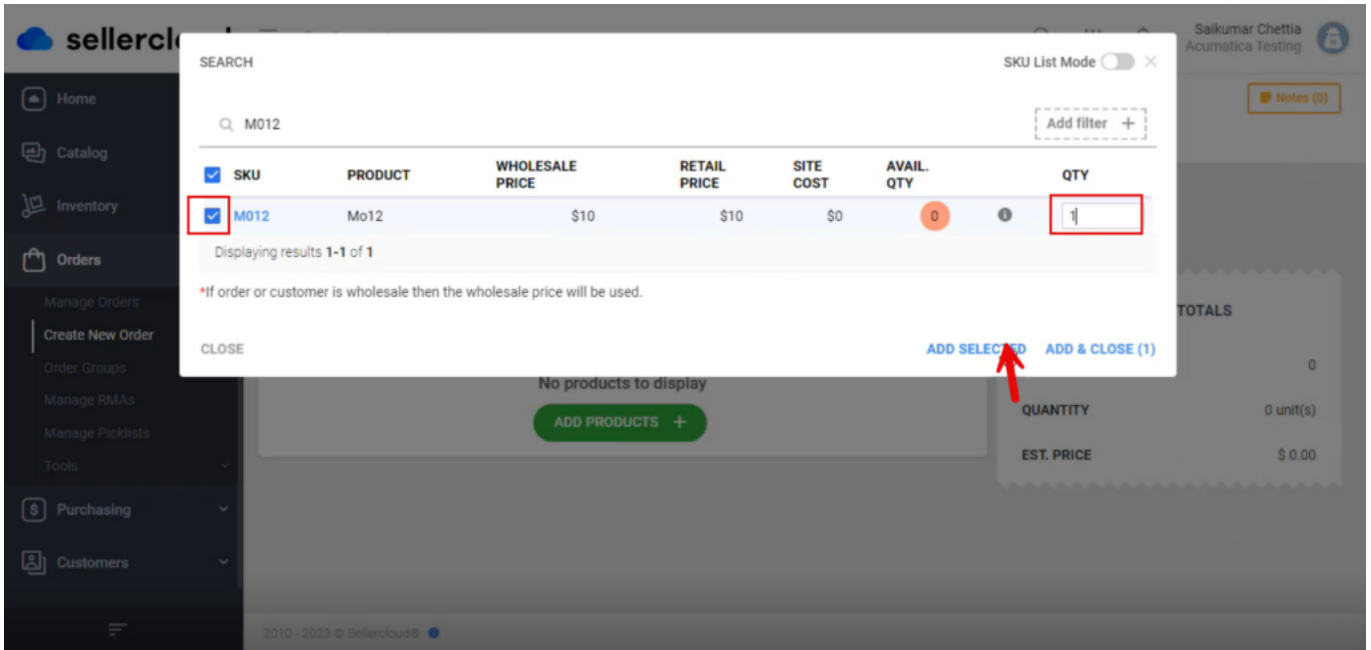 sellercl
Saikumar Chettia
Acumatica Testing
SEARCH
SKU List Mode
Home
Notes (0)
M012
Add filter +
Catalog
SKU PRODUCT WHOLESALE PRICE RETAIL PRICE SITE COST AVAIL. QTY QTY
Inventory
M012 Mo12 $10 $10 $0 0 1
Displaying results 1-1 of 1
Orders
*If order or customer is wholesale then the wholesale price will be used.
Manage Orders
TOTALS
Create New Order
CLOSE
ADD SELECTED
ADD & CLOSE (1)
Order Groups
0
No products to display
Manage RMAs
ADD PRODUCTS +
QUANTITY 0 unit(s)
Manage Picklists
EST. PRICE $ 0.00
Tools
Purchasing
Customers
2010 - 2023 © Sellercloud®